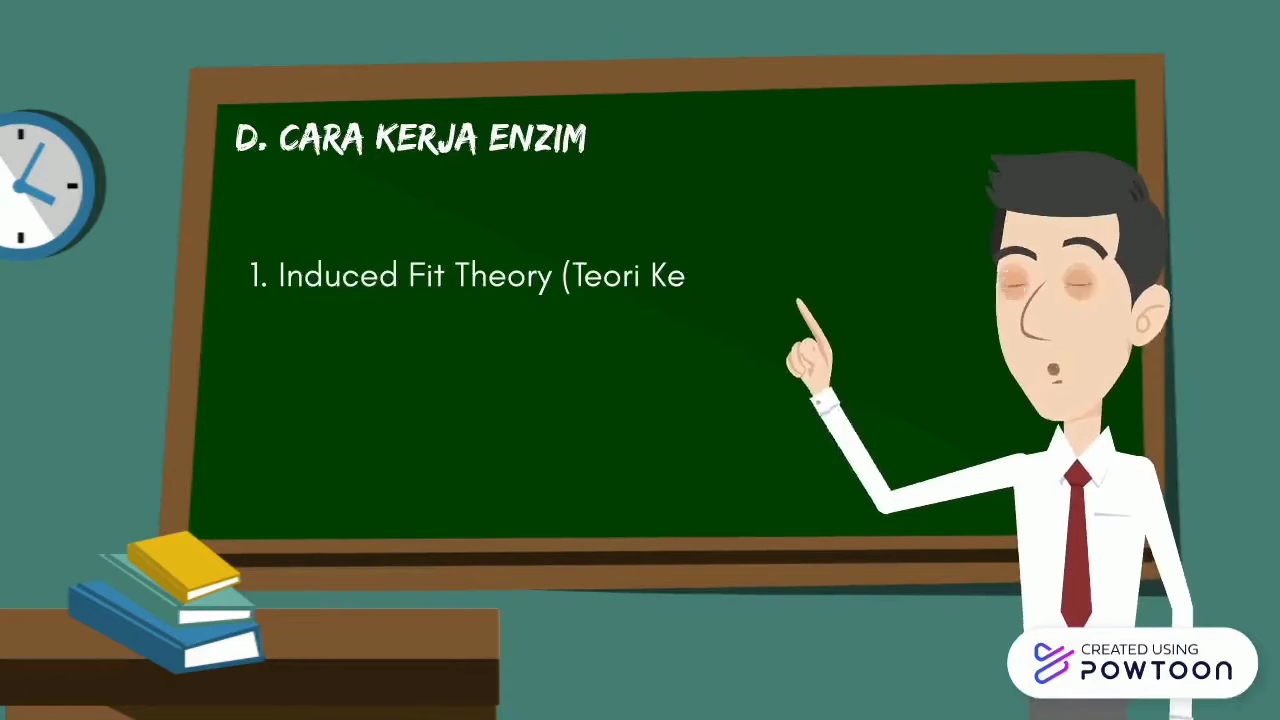 D. CARA KERJA ENZIM
1. Induced Fit Theory (Teori Ke
CREATED USING
POWTOON